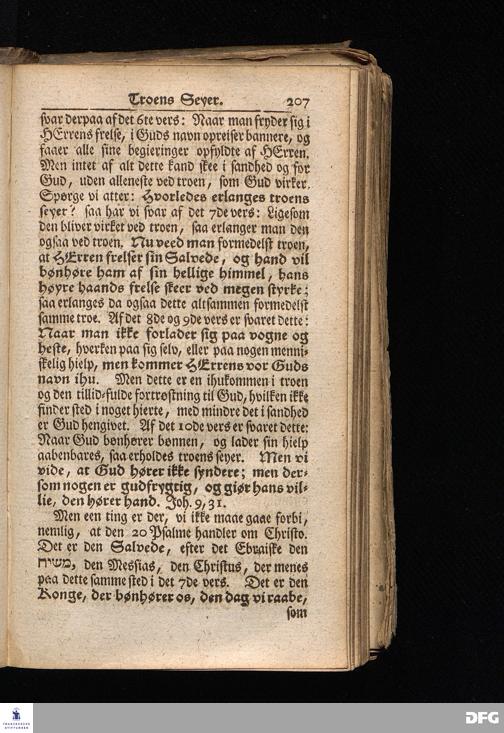 Troens Seyer. 207
svar derpaa af det 6te vers: Naar man fryder sig i
HErrens frelse, i Guds navn opreiser bannere, og
faaer alle sine begieringer opfyldte af HErren.
Men intet af alt dette kand skee i sandhed og for
Gud, uden alleneste ved troen, som Gud virker.
Spørge vi atter: Hvorledes erlanges troens
seyer? saa har vi svar af det 7de vers: Ligesom
den bliver virket ved troen, saa erlanger man den
ogsaa ved troen. Nu veed man formedelst troen,
at HErren frelser sin Salvede, og hand vil
bønhøre ham af sin hellige himmel, hans
høyre haands frelse skeer ved megen styrke;
saa erlanges da ogsaa dette altsammen formedelst
samme troe. Af det 8de og 9de vers er svaret dette:
Naar man ikke forlader sig paa vogne og
heste, hverken paa sig selv, eller paa nogen menni-
skelig hielp, men kommer HErrens vor Guds
navn ihu. Men dette er en ihukommen i troen
og den tillid-fulde fortrøstning til Gud, hvilken ikke
finder sted i noget hierte, med mindre det i sandhed
er Gud hengivet. Af det 10de vers er svaret dette:
Naar Gud bønhører bønnen, og lader sin hielp
aabenbares, saa erholdes troens seyer. Men vi
vide, at Gud hører ikke syndere; men der-
som nogen er gudfrygtig, og giør hans vil-
lie, den hører hand. Joh. 9, 31.
Men een ting er der, vi ikke maae gaae forbi,
nemlig, at den 20 Psalme handler om Christo.
Det er den Salvede, efter det Ebraiske den
משיח, den Messias, den Christus, der menes
paa dette samme sted i det 7de vers. Det er den
Konge, der bønhører os, den dag vi raabe,
som
FRANCKESCHE
STIFTUNGEN
DFG